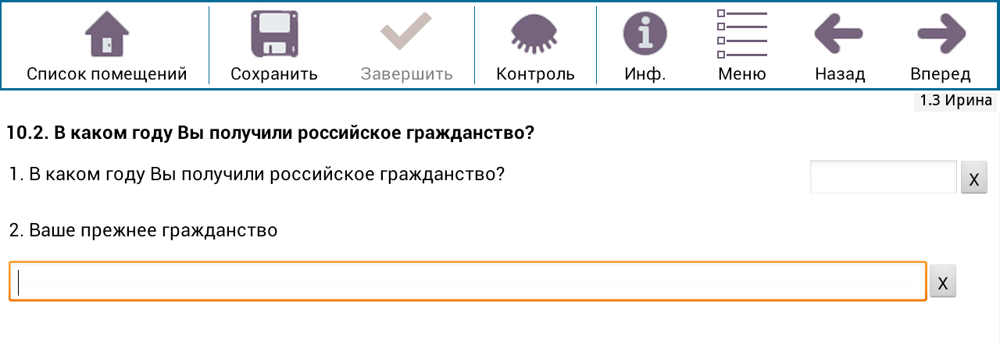 Список помещений
Сохранить
Завершить
Контроль
Инф.
Меню
Назад
Вперед
1.3 Ирина
10.2. В каком году Вы получили российское гражданство?
1. В каком году Вы получили российское гражданство?
X
2. Ваше прежнее гражданство
X